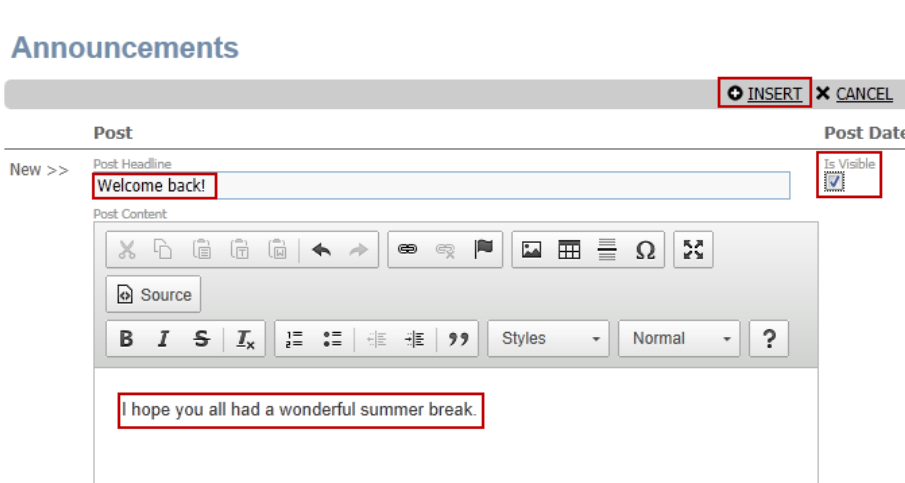 Announcements
INSERT CANCEL
Post Post Date
New >> Post Headline Is Visible
Welcome back!
Post Content
Source
B I S Ix Styles Normal ?
I hope you all had a wonderful summer break.